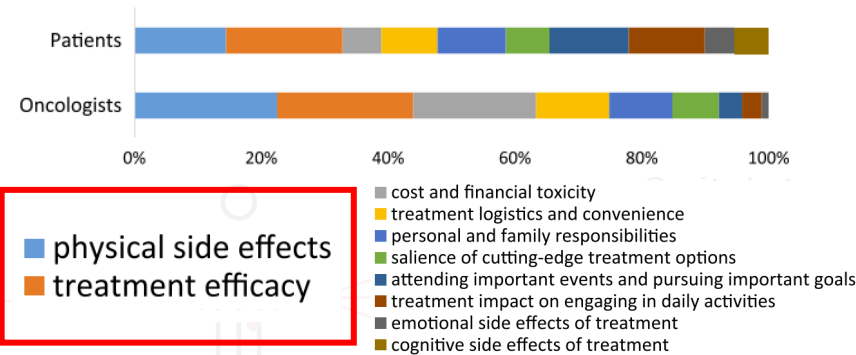 Patients
Oncologists
0% 20% 40% 60% 80% 100%
physical side effects
treatment efficacy
cost and financial toxicity
treatment logistics and convenience
personal and family responsibilities
salience of cutting-edge treatment options
attending important events and pursuing important goals
treatment impact on engaging in daily activities
emotional side effects of treatment
cognitive side effects of treatment